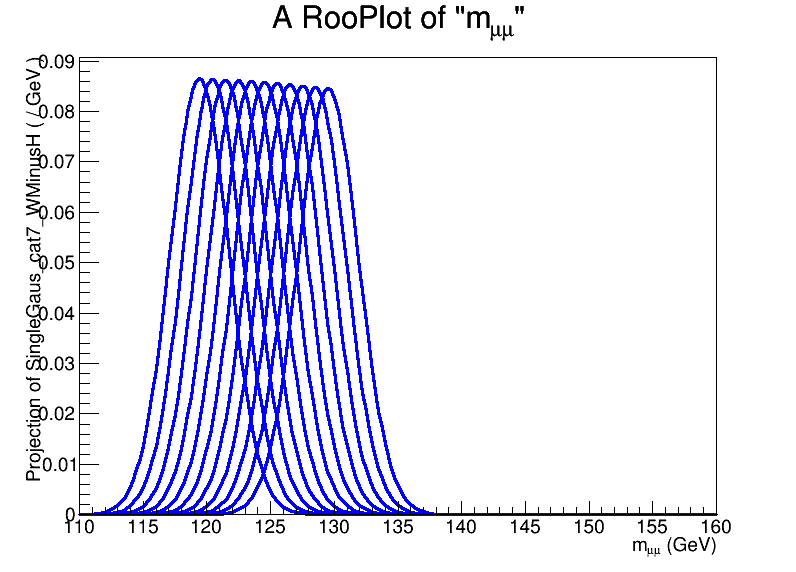 A RooPlot of "mμμ"
Projection of SingleGaus_cat7_WMinusH ( / GeV )
0.09
0.08
0.07
0.06
0.05
0.04
0.03
0.02
0.01
0
110 115 120 125 130 135 140 145 150 155 160
mμμ (GeV)